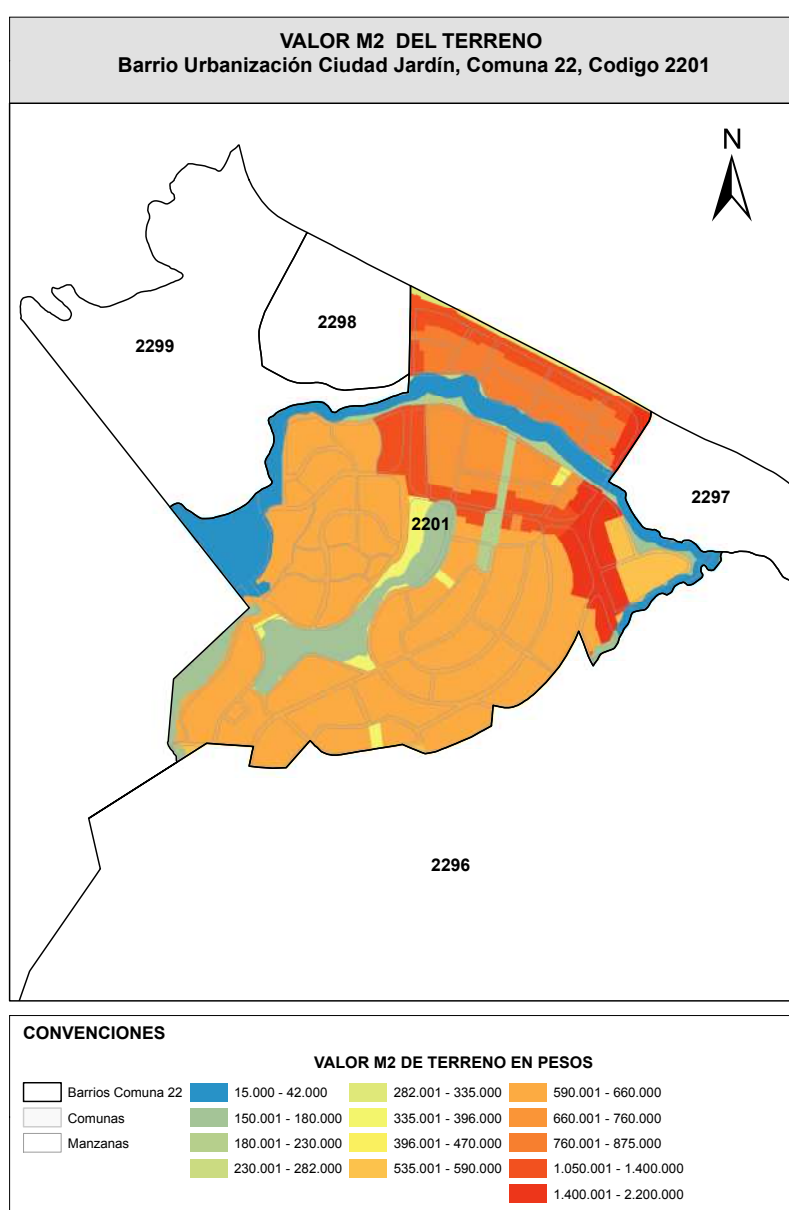 VALOR M2 DEL TERRENO
Barrio Urbanización Ciudad Jardín, Comuna 22, Codigo 2201
N
2298
2299
2297
2201
2296
CONVENCIONES
VALOR M2 DE TERRENO EN PESOS
Barrios Comuna 22
Comunas
Manzanas
15.000 - 42.000
150.001 - 180.000
180.001 - 230.000
230.001 - 282.000
282.001 - 335.000
335.001 - 396.000
396.001 - 470.000
535.001 - 590.000
590.001 - 660.000
660.001 - 760.000
760.001 - 875.000
1.050.001 - 1.400.000
1.400.001 - 2.200.000